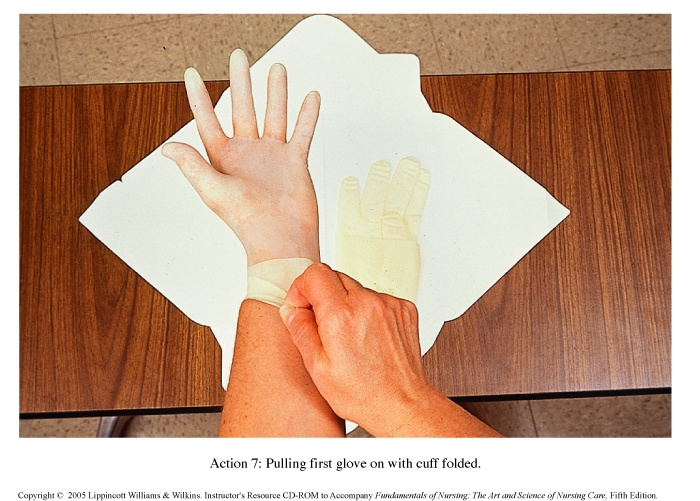 Action 7: Pulling first glove on with cuff folded.
Copyright © 2005 Lippincott Williams & Wilkins. Instructor's Resource CD-ROM to Accompany Fundamentals of Nursing: The Art and Science of Nursing Care, Fifth Edition.